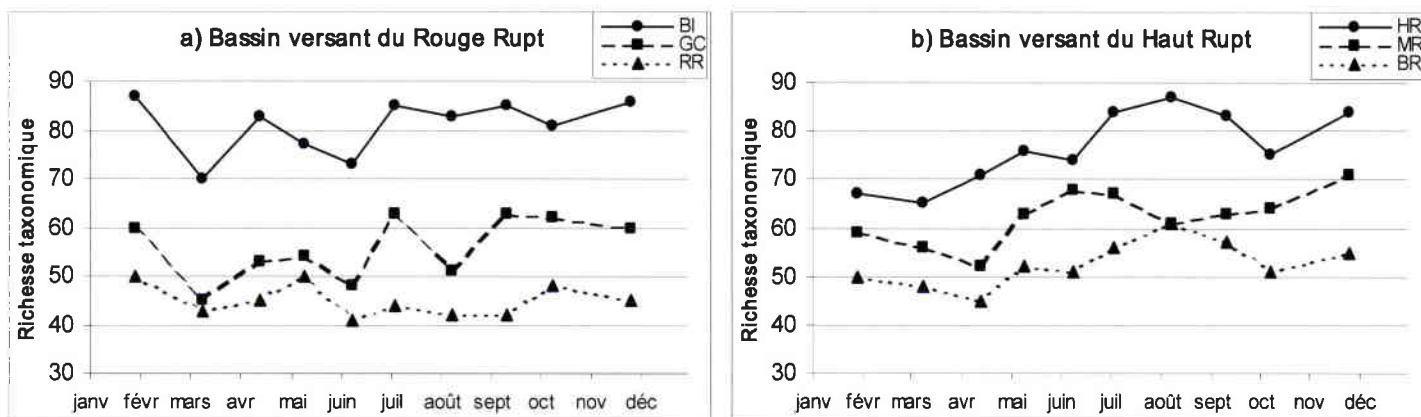 a) Bassin versant du Rouge Rupt
BI
GC
RR
Richesse taxonomique
90
80
70
60
50
40
30
janv févr mars avr mai juin juil août sept oct nov déc
b) Bassin versant du Haut Rupt
HR
MR
BR
Richesse taxonomique
90
80
70
60
50
40
30
janv févr mars avr mai juin juil août sept oct nov déc